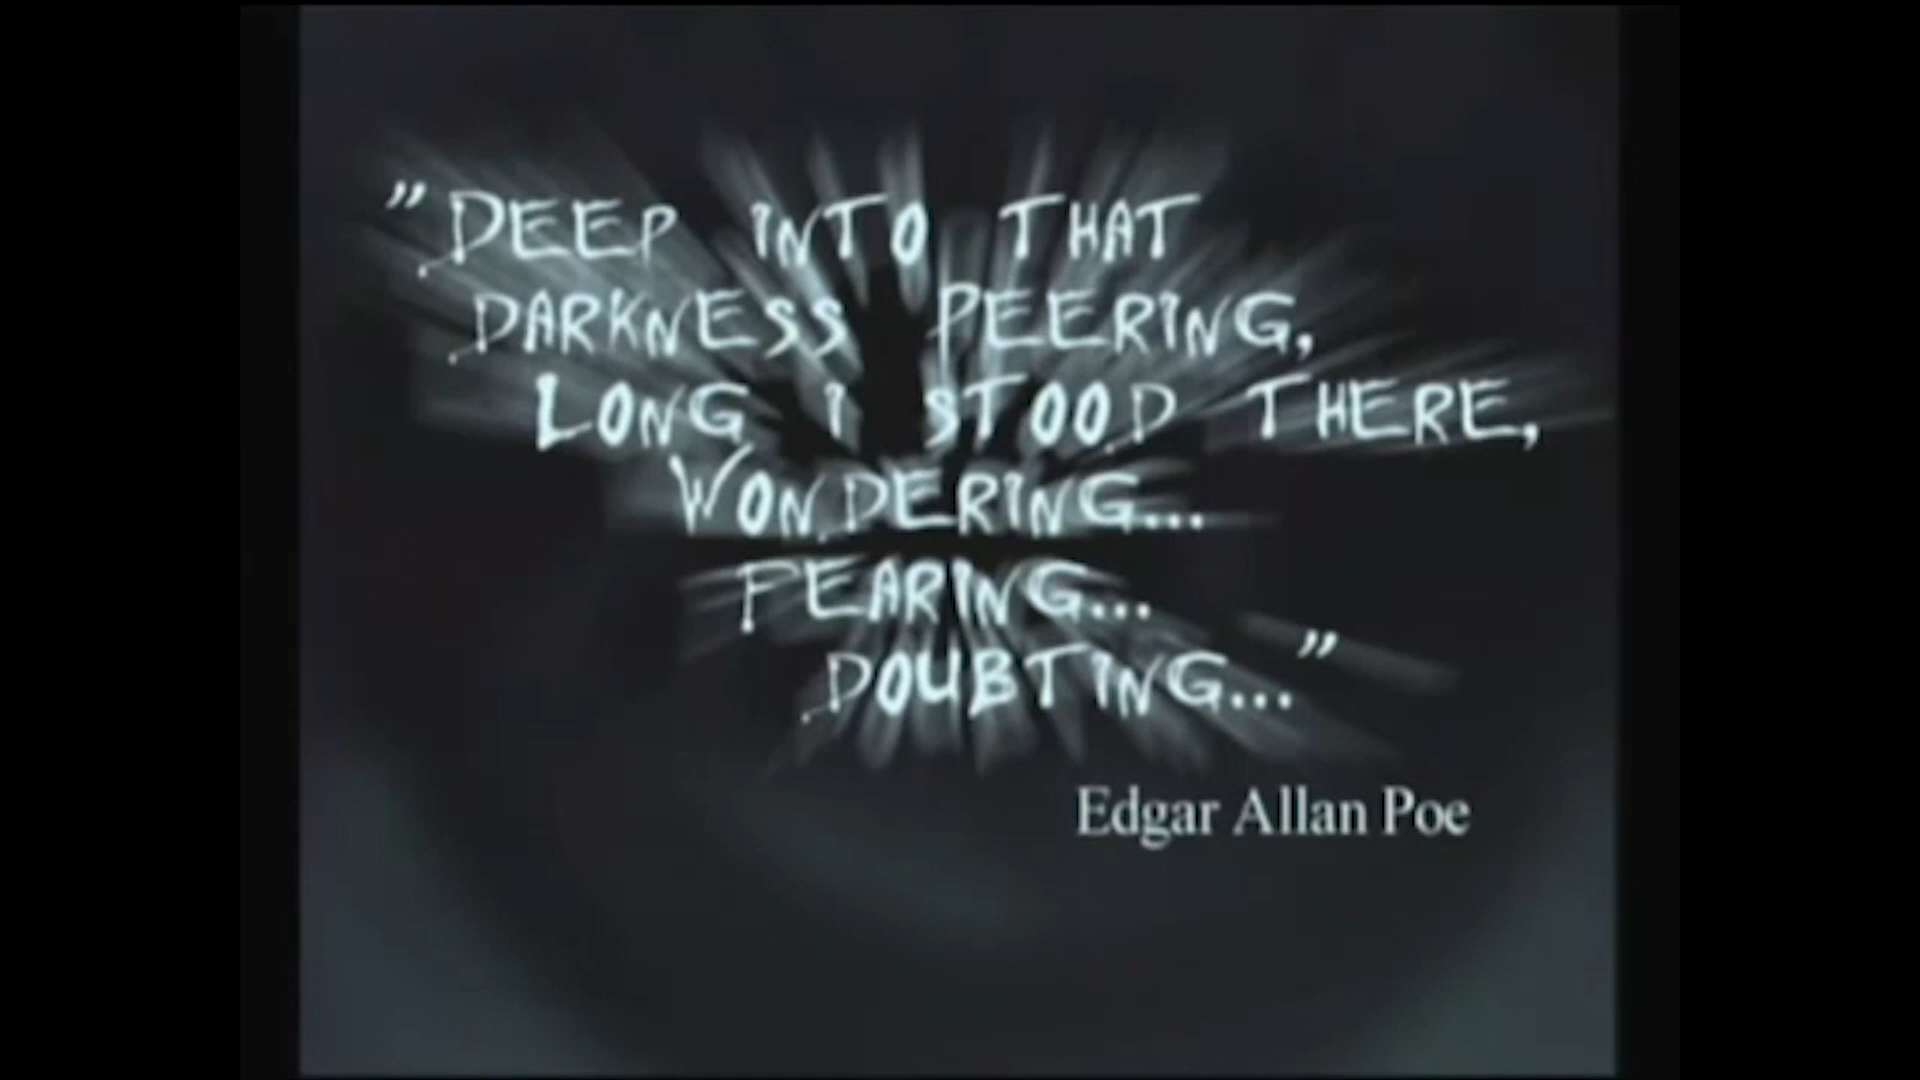 "DEEP INTO THAT
DARKNESS PEERING,
LONG I STOOD THERE,
WONDERING...
FEARING...
DOUBTING..."
Edgar Allan Poe